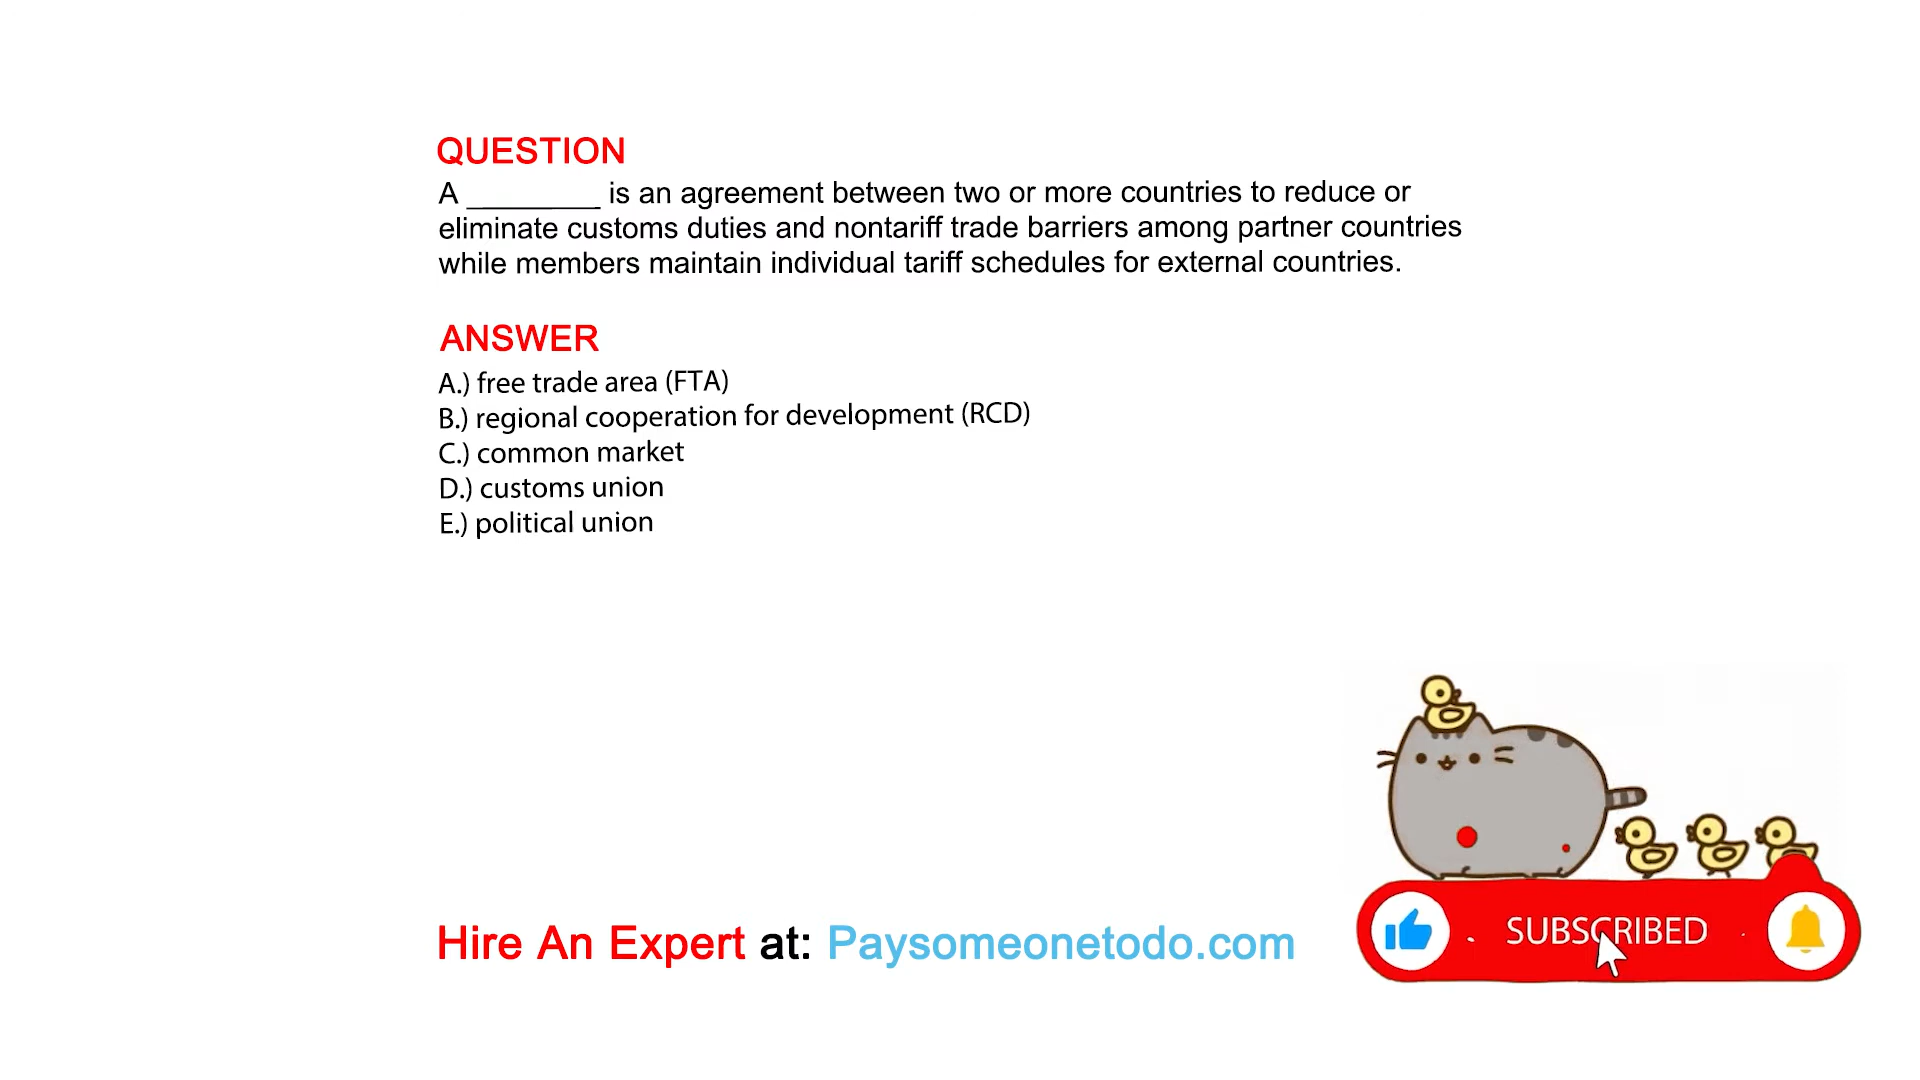 QUESTION
A ________ is an agreement between two or more countries to reduce or
eliminate customs duties and nontariff trade barriers among partner countries
while members maintain individual tariff schedules for external countries.
ANSWER
A.) free trade area (FTA)
B.) regional cooperation for development (RCD)
C.) common market
D.) customs union
E.) political union
Hire An Expert at: Paysomeonetodo.com
SUBSCRIBED